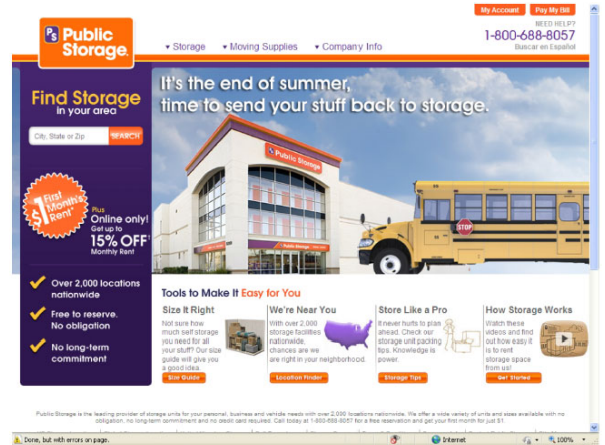 My Account
Pay My Bill
NEED HELP?
1-800-688-8057
Buscar en Español
PS
Public
Storage.
Storage
Moving Supplies
Company Info
Find Storage
in your area
City, State or Zip
SEARCH
It's the end of summer,
time to send your stuff back to storage.
Public Storage
Public Storage
STOP
$1 First
Month's
Rent*
Plus
Online only!
Get up to
15% OFF*
Monthly Rent
Over 2,000 locations
nationwide
Free to reserve.
No obligation
No long-term
commitment
Tools to Make It Easy for You
Size It Right
Not sure how
much self storage
you need for all
your stuff? Our size
guide will give you
a good idea.
Size Guide
We're Near You
With over 2,000
storage facilities
nationwide,
chances are we
are right in your neighborhood.
Location Finder
Store Like a Pro
It never hurts to plan
ahead. Check our
storage unit packing
tips. Knowledge is
power.
Storage Tips
How Storage Works
Watch these
videos and find
out how easy it
is to rent
storage space
from us!
Get Started
Public Storage is the leading provider of storage units for your personal, business and vehicle needs with over 2,000 locations nationwide. We offer a wide variety of units and sizes available with no
obligation, no long-term commitment and no credit card required. Call today at 1-800-688-8057 for a free reservation and get your first month for just $1.
Done, but with errors on page.
Internet
100%